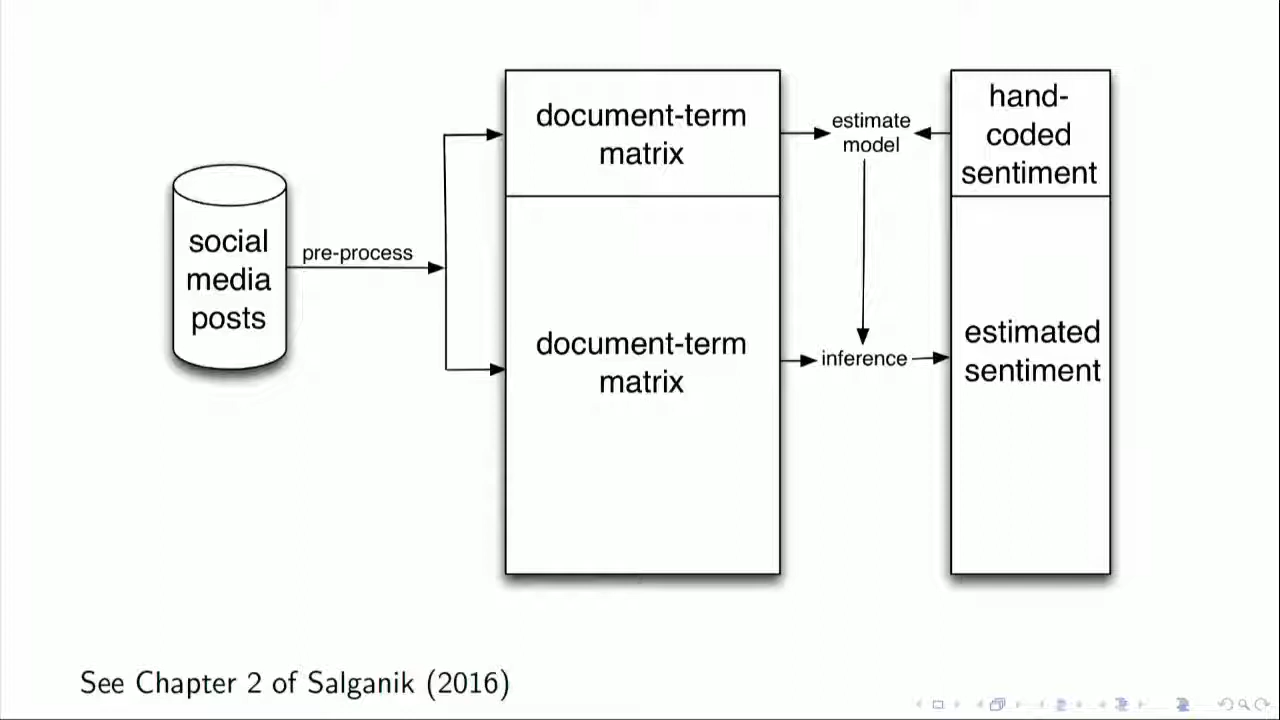 social
media
posts
pre-process
document-term
matrix
document-term
matrix
estimate
model
inference
hand-
coded
sentiment
estimated
sentiment
See Chapter 2 of Salganik (2016)